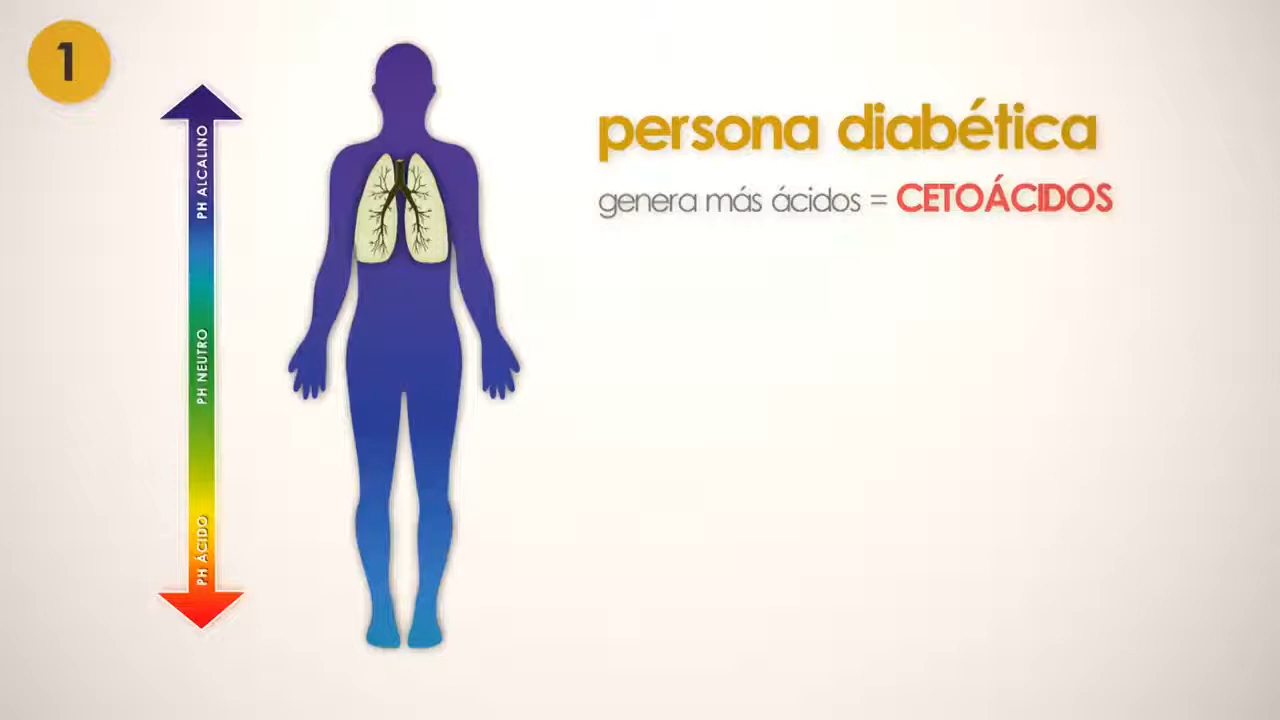 1
PH ALCALINO
PH NEUTRO
PH ÁCIDO
persona diabética
genera más ácidos = CETOÁCIDOS